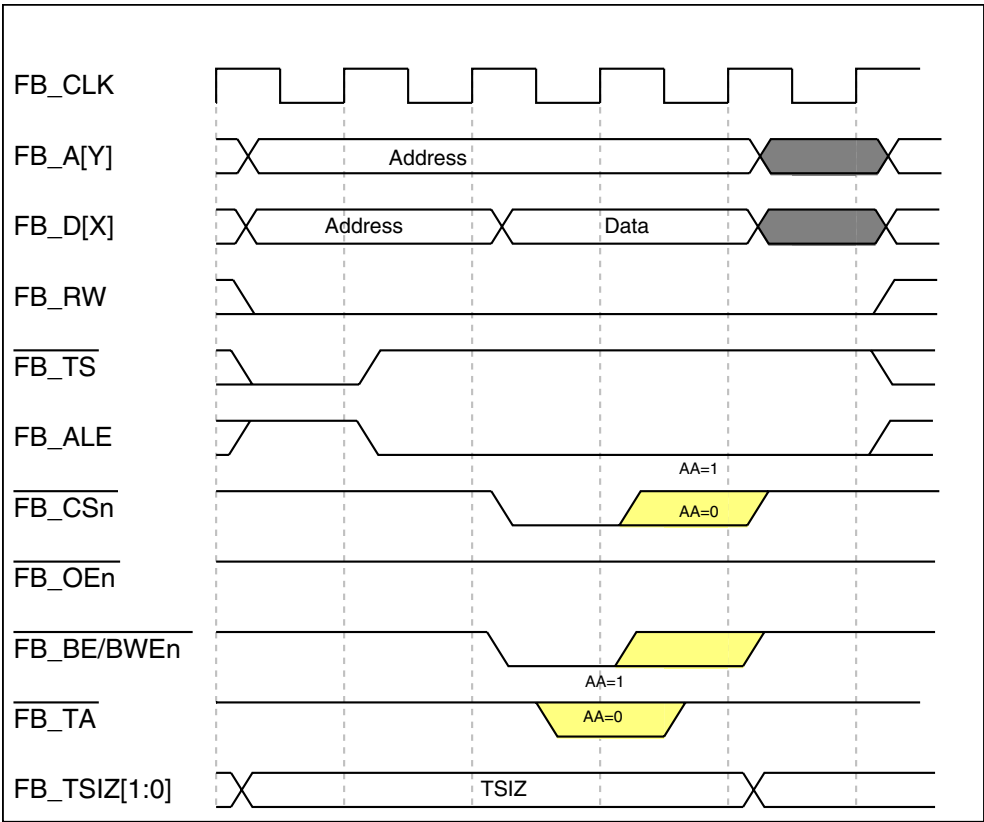 FB_CLK
FB_A[Y]
Address
FB_D[X]
Address
Data
FB_RW
FB_TS
FB_ALE
AA=1
FB_CSn
AA=0
FB_OEn
FB_BE/BWEn
AA=1
FB_TA
AA=0
FB_TSIZ[1:0]
TSIZ